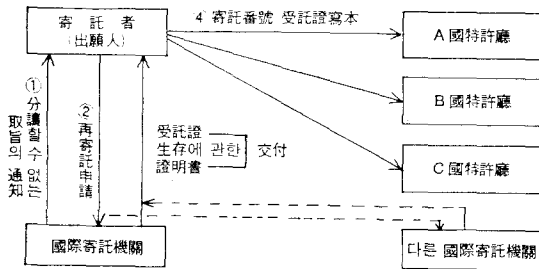 寄託者
(出願人)
④ 寄託番號 受託證寫本
A 國特許廳
B 國特許廳
C 國特許廳
① 分讓할 수 없는
取旨의 通知
② 再寄託申請
受託證
生存에 관한
證明書
交付
國際寄託機關
다른 國際寄託機關